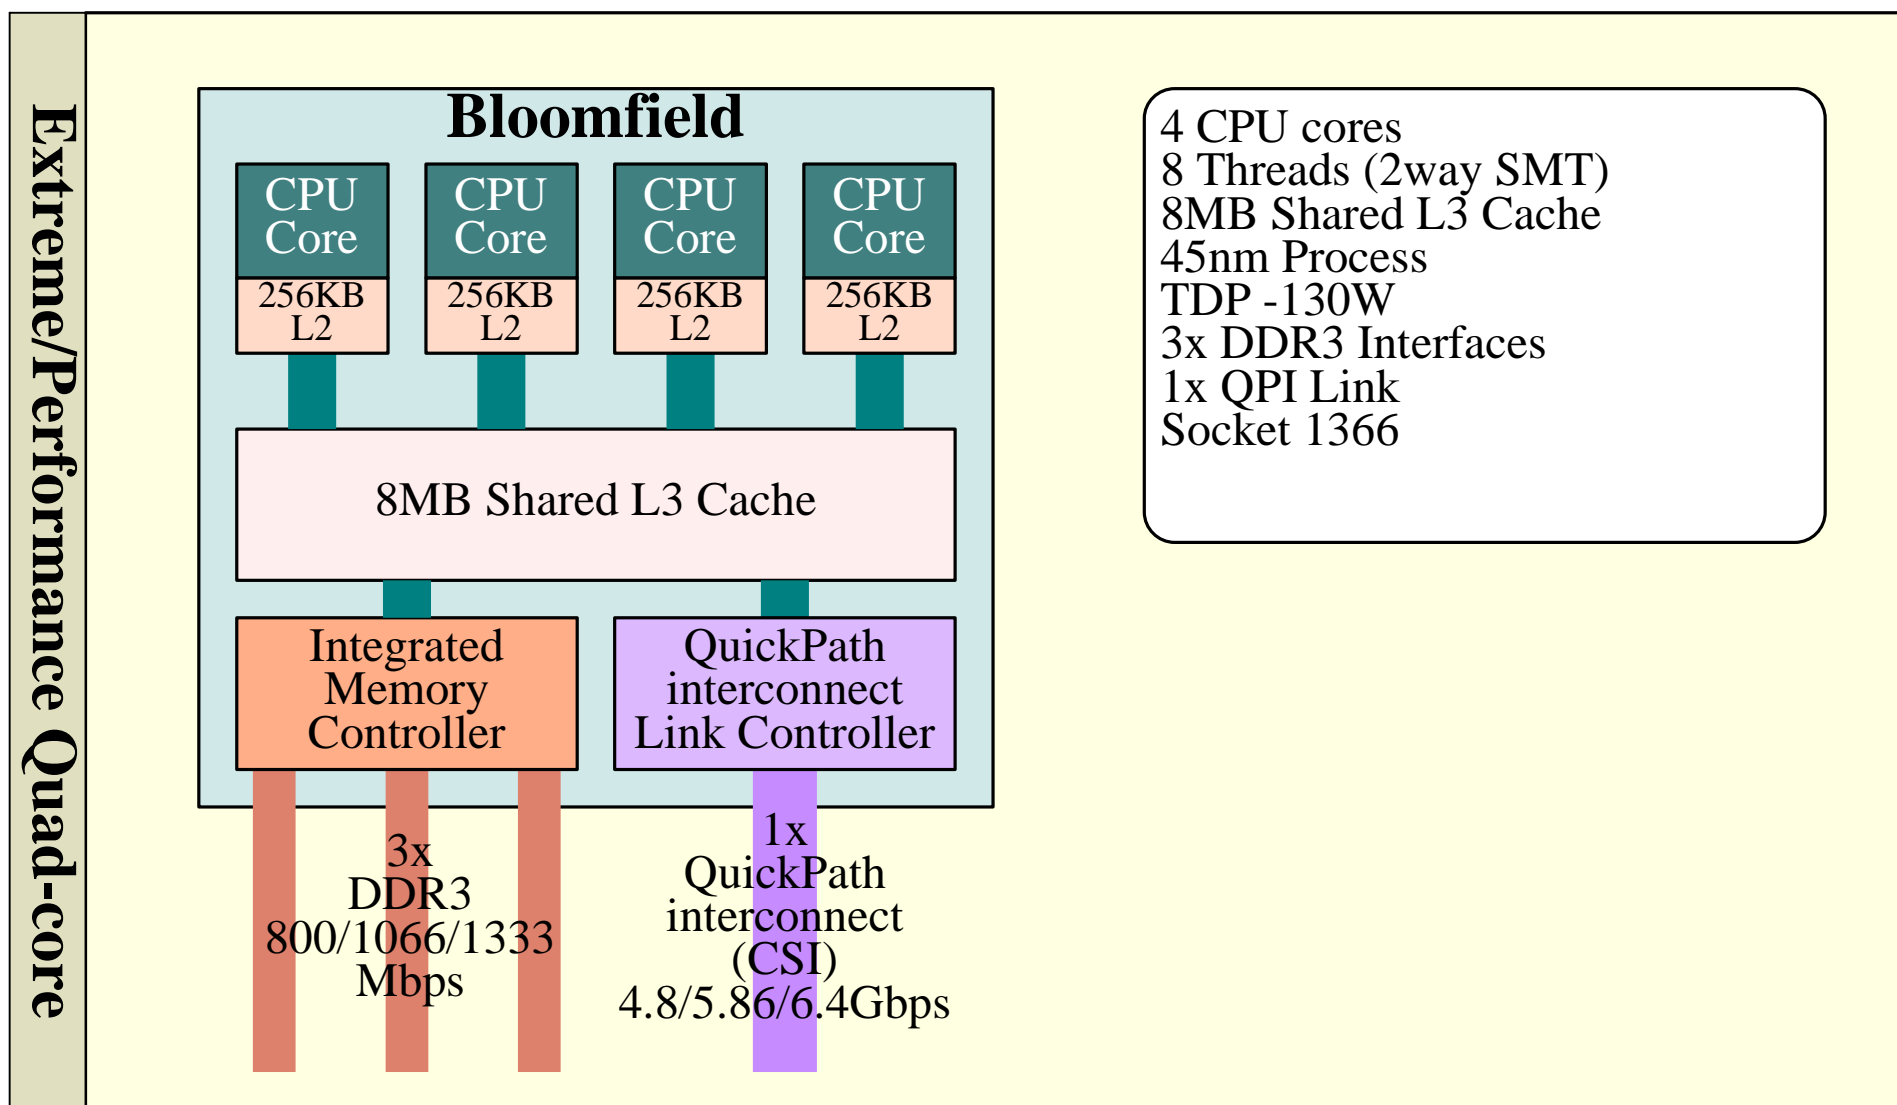 Extreme/Performance Quad-core
Bloomfield
CPU
Core
256KB
L2
CPU
Core
256KB
L2
CPU
Core
256KB
L2
CPU
Core
256KB
L2
8MB Shared L3 Cache
Integrated
Memory
Controller
QuickPath
interconnect
Link Controller
3x
DDR3
800/1066/1333
Mbps
1x
QuickPath
interconnect
(CSI)
4.8/5.86/6.4Gbps
4 CPU cores
8 Threads (2way SMT)
8MB Shared L3 Cache
45nm Process
TDP -130W
3x DDR3 Interfaces
1x QPI Link
Socket 1366